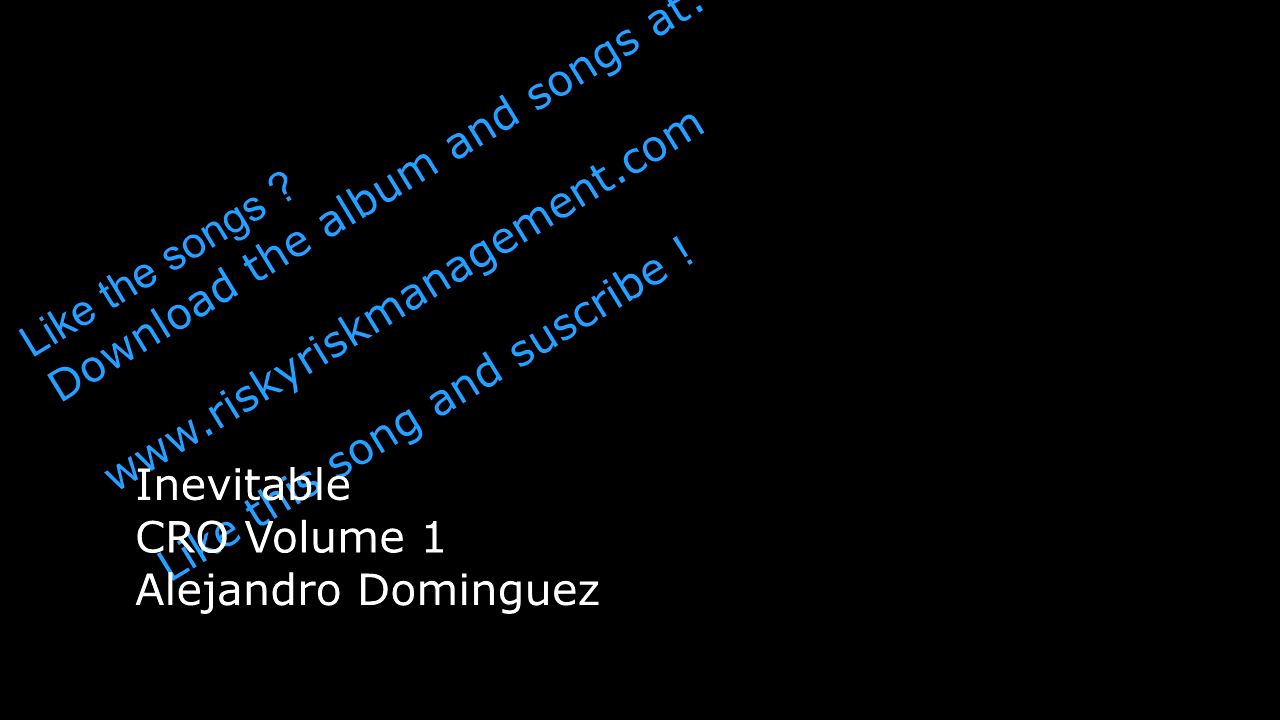 Like the songs ?
Download the album and songs at:
www.riskyriskmanagement.com
Like this song and suscribe !
Inevitable
CRO Volume 1
Alejandro Dominguez